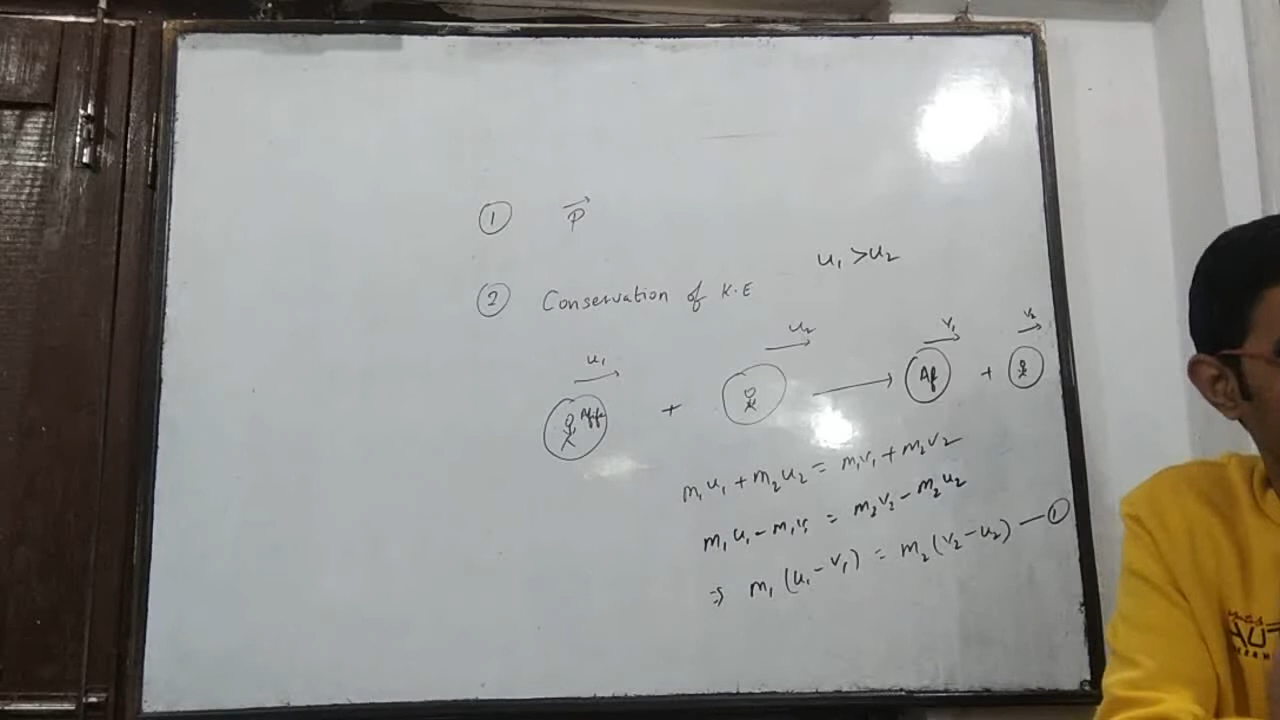 ① P⃗
u₁ > u₂
② Conservation of K.E
u₁ u₂ v₁ v₂
+ → Af +
m₁u₁ + m₂u₂ = m₁v₁ + m₂v₂
m₁u₁ - m₁v₁ = m₂v₂ - m₂u₂
⇒ m₁(u₁ - v₁) = m₂(v₂ - u₂) — ①